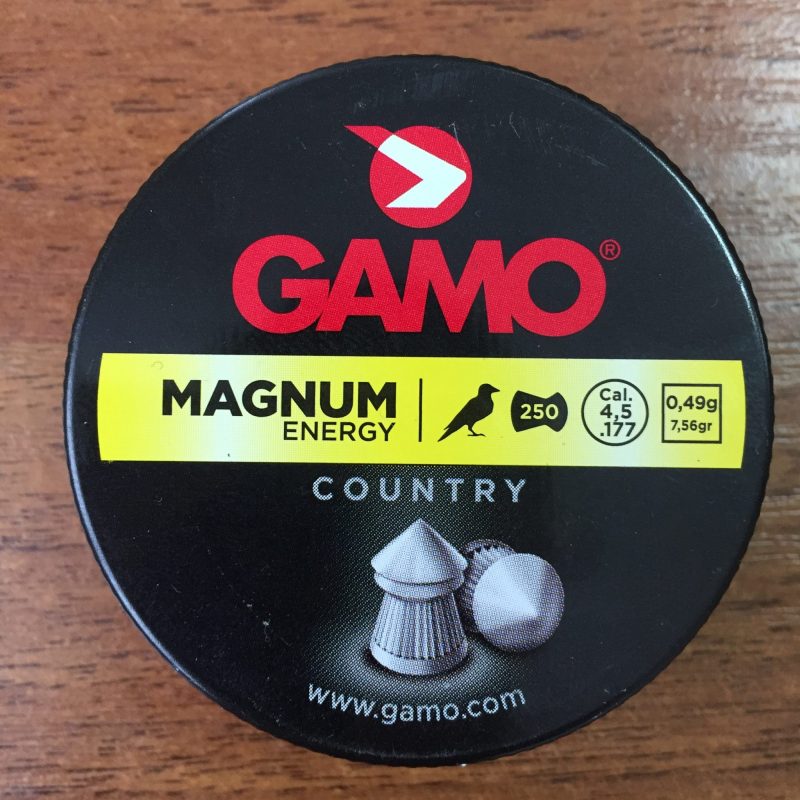 GAMO®
MAGNUM
ENERGY
250
Cal.
4,5
.177
0,49g
7,56gr
COUNTRY
www.gamo.com